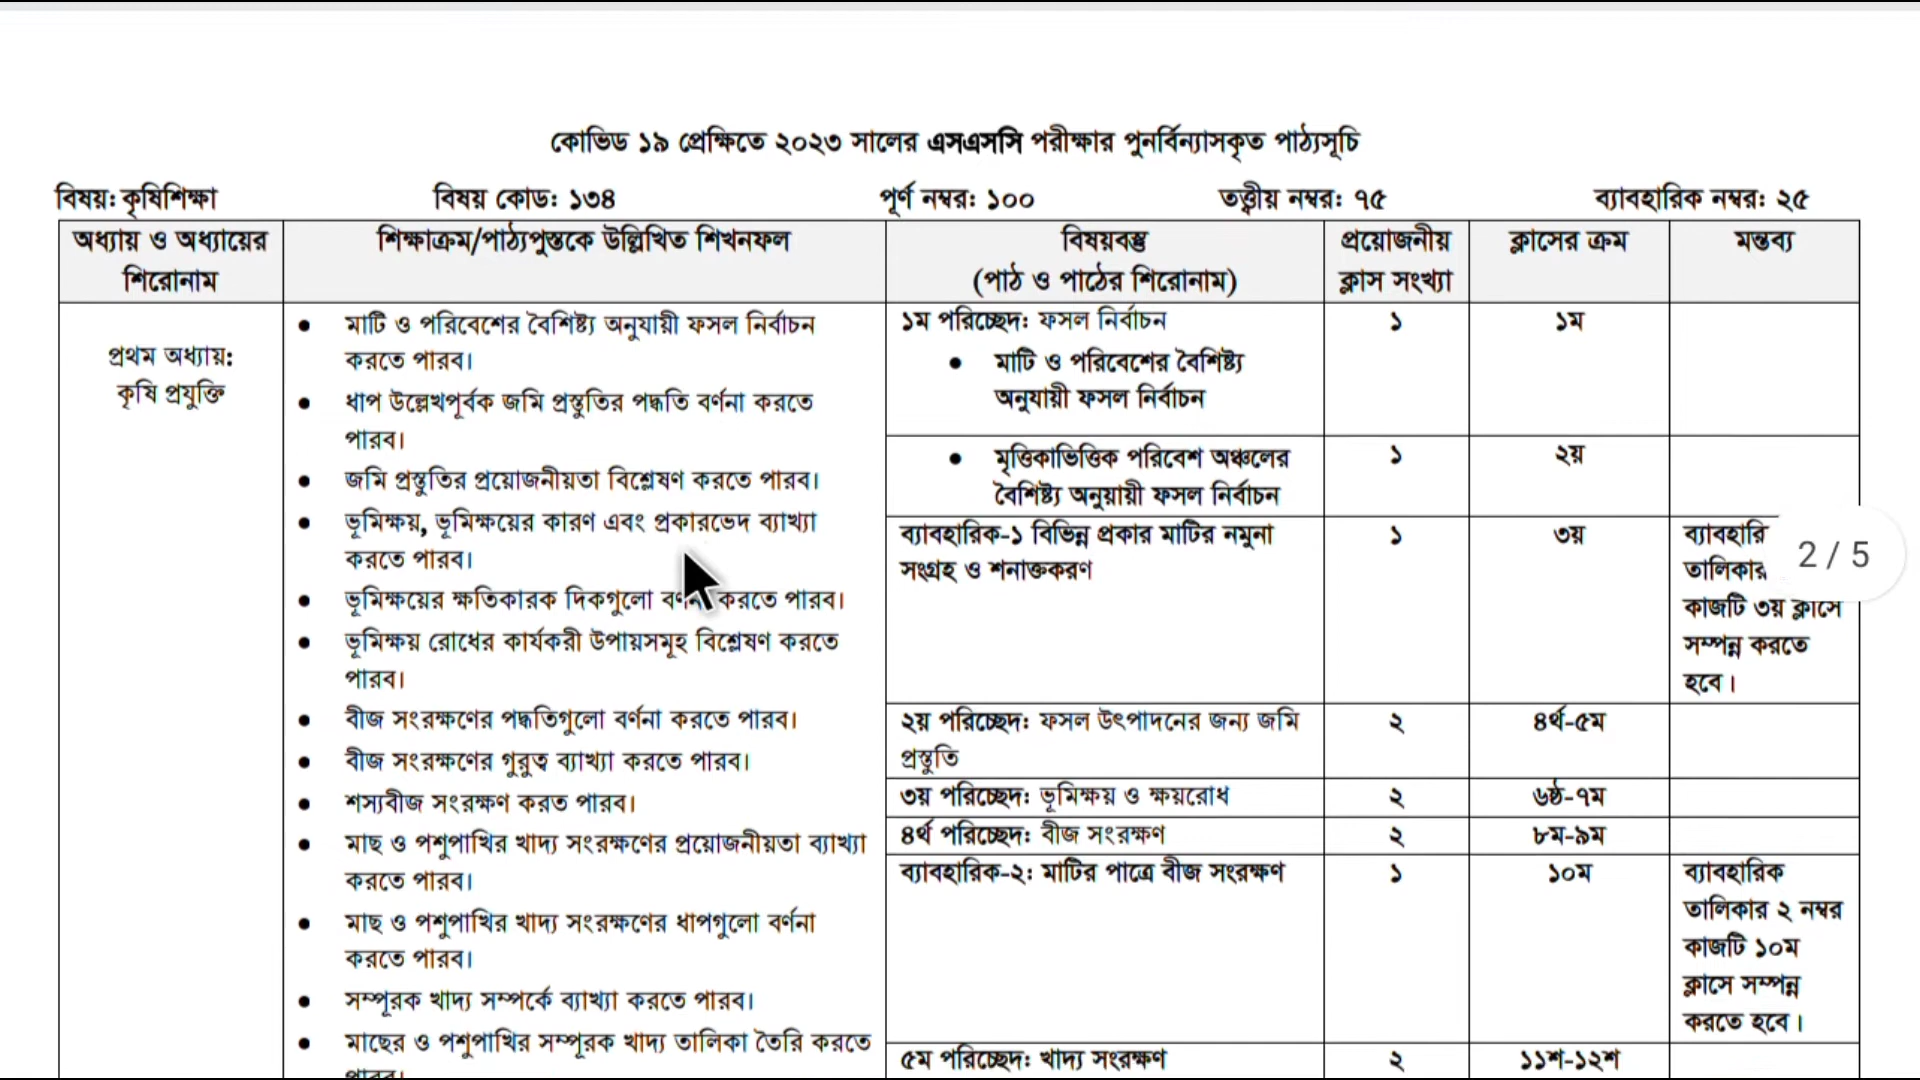 কোভিড ১৯ প্রেক্ষিতে ২০২৩ সালের এসএসসি পরীক্ষার পুনর্বিন্যাসকৃত পাঠ্যসূচি
বিষয়: কৃষিশিক্ষা বিষয় কোড: ১৩৪ পূর্ণ নম্বর: ১০০ তত্ত্বীয় নম্বর: ৭৫ ব্যাবহারিক নম্বর: ২৫
অধ্যায় ও অধ্যায়ের
শিরোনাম
শিক্ষাক্রম/পাঠ্যপুস্তকে উল্লিখিত শিখনফল
বিষয়বস্তু
(পাঠ ও পাঠের শিরোনাম)
প্রয়োজনীয়
ক্লাস সংখ্যা
ক্লাসের ক্রম
মন্তব্য
প্রথম অধ্যায়:
কৃষি প্রযুক্তি
● মাটি ও পরিবেশের বৈশিষ্ট্য অনুযায়ী ফসল নির্বাচন
করতে পারব।
● ধাপ উল্লেখপূর্বক জমি প্রস্তুতির পদ্ধতি বর্ণনা করতে
পারব।
● জমি প্রস্তুতির প্রয়োজনীয়তা বিশ্লেষণ করতে পারব।
● ভূমিক্ষয়, ভূমিক্ষয়ের কারণ এবং প্রকারভেদ ব্যাখ্যা
করতে পারব।
● ভূমিক্ষয়ের ক্ষতিকারক দিকগুলো বর্ণনা করতে পারব।
● ভূমিক্ষয় রোধের কার্যকরী উপায়সমূহ বিশ্লেষণ করতে
পারব।
● বীজ সংরক্ষণের পদ্ধতিগুলো বর্ণনা করতে পারব।
● বীজ সংরক্ষণের গুরুত্ব ব্যাখ্যা করতে পারব।
● শস্যবীজ সংরক্ষণ করত পারব।
● মাছ ও পশুপাখির খাদ্য সংরক্ষণের প্রয়োজনীয়তা ব্যাখ্যা
করতে পারব।
● মাছ ও পশুপাখির খাদ্য সংরক্ষণের ধাপগুলো বর্ণনা
করতে পারব।
● সম্পূরক খাদ্য সম্পর্কে ব্যাখ্যা করতে পারব।
● মাছের ও পশুপাখির সম্পূরক খাদ্য তালিকা তৈরি করতে
পারব।
১ম পরিচ্ছেদ: ফসল নির্বাচন
● মাটি ও পরিবেশের বৈশিষ্ট্য
অনুযায়ী ফসল নির্বাচন
১ ১ম
● মৃত্তিকাভিত্তিক পরিবেশ অঞ্চলের
বৈশিষ্ট্য অনুয়ায়ী ফসল নির্বাচন
১ ২য়
ব্যাবহারিক-১ বিভিন্ন প্রকার মাটির নমুনা
সংগ্রহ ও শনাক্তকরণ
১ ৩য়
ব্যাবহারি
তালিকার
কাজটি ৩য় ক্লাসে
সম্পন্ন করতে
হবে।
2 / 5
২য় পরিচ্ছেদ: ফসল উৎপাদনের জন্য জমি
প্রস্তুতি
২ ৪র্থ-৫ম
৩য় পরিচ্ছেদ: ভূমিক্ষয় ও ক্ষয়রোধ ২ ৬ষ্ঠ-৭ম
৪র্থ পরিচ্ছেদ: বীজ সংরক্ষণ ২ ৮ম-৯ম
ব্যাবহারিক-২: মাটির পাত্রে বীজ সংরক্ষণ ১ ১০ম
ব্যাবহারিক
তালিকার ২ নম্বর
কাজটি ১০ম
ক্লাসে সম্পন্ন
করতে হবে।
৫ম পরিচ্ছেদ: খাদ্য সংরক্ষণ ২ ১১শ-১২শ